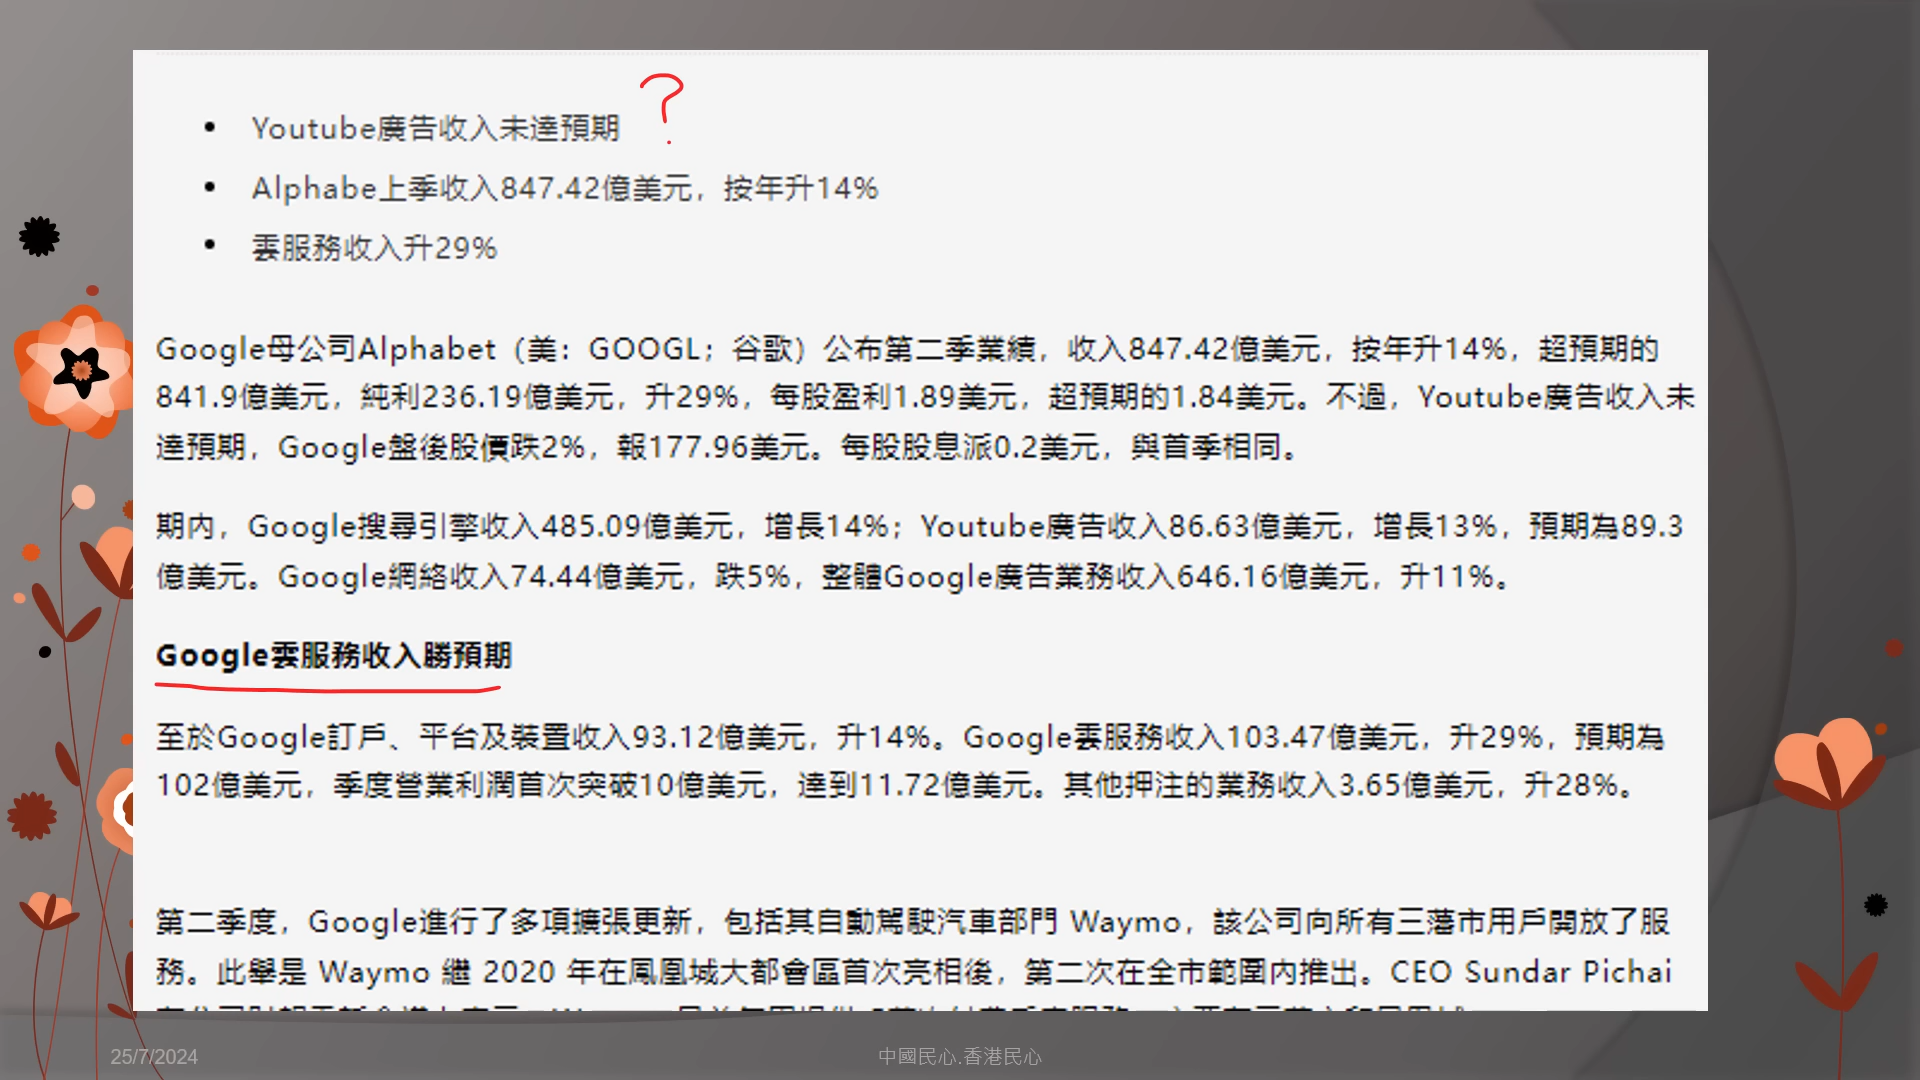 ?
Youtube廣告收入未達預期
Alphabe上季收入847.42億美元，按年升14%
雲服務收入升29%
Google母公司Alphabet（美：GOOGL；谷歌）公布第二季業績，收入847.42億美元，按年升14%，超預期的
841.9億美元，純利236.19億美元，升29%，每股盈利1.89美元，超預期的1.84美元。不過，Youtube廣告收入未
達預期，Google盤後股價跌2%，報177.96美元。每股股息派0.2美元，與首季相同。
期內，Google搜尋引擎收入485.09億美元，增長14%；Youtube廣告收入86.63億美元，增長13%，預期為89.3
億美元。Google網絡收入74.44億美元，跌5%，整體Google廣告業務收入646.16億美元，升11%。
Google雲服務收入勝預期
至於Google訂戶、平台及裝置收入93.12億美元，升14%。Google雲服務收入103.47億美元，升29%，預期為
102億美元，季度營業利潤首次突破10億美元，達到11.72億美元。其他押注的業務收入3.65億美元，升28%。
第二季度，Google進行了多項擴張更新，包括其自動駕駛汽車部門 Waymo，該公司向所有三藩市用戶開放了服
務。此舉是 Waymo 繼 2020 年在鳳凰城大都會區首次亮相後，第二次在全市範圍內推出。CEO Sundar Pichai
25/7/2024
中國民心.香港民心